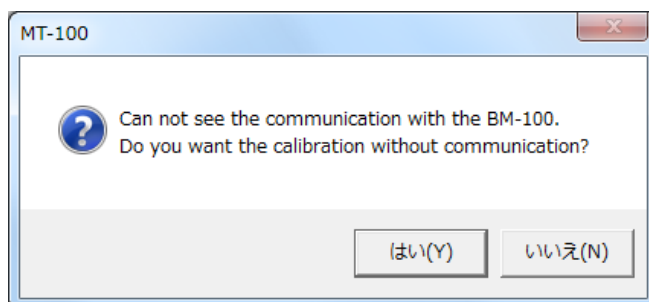 MT-100
Can not see the communication with the BM-100.
Do you want the calibration without communication?
はい(Y)
いいえ(N)